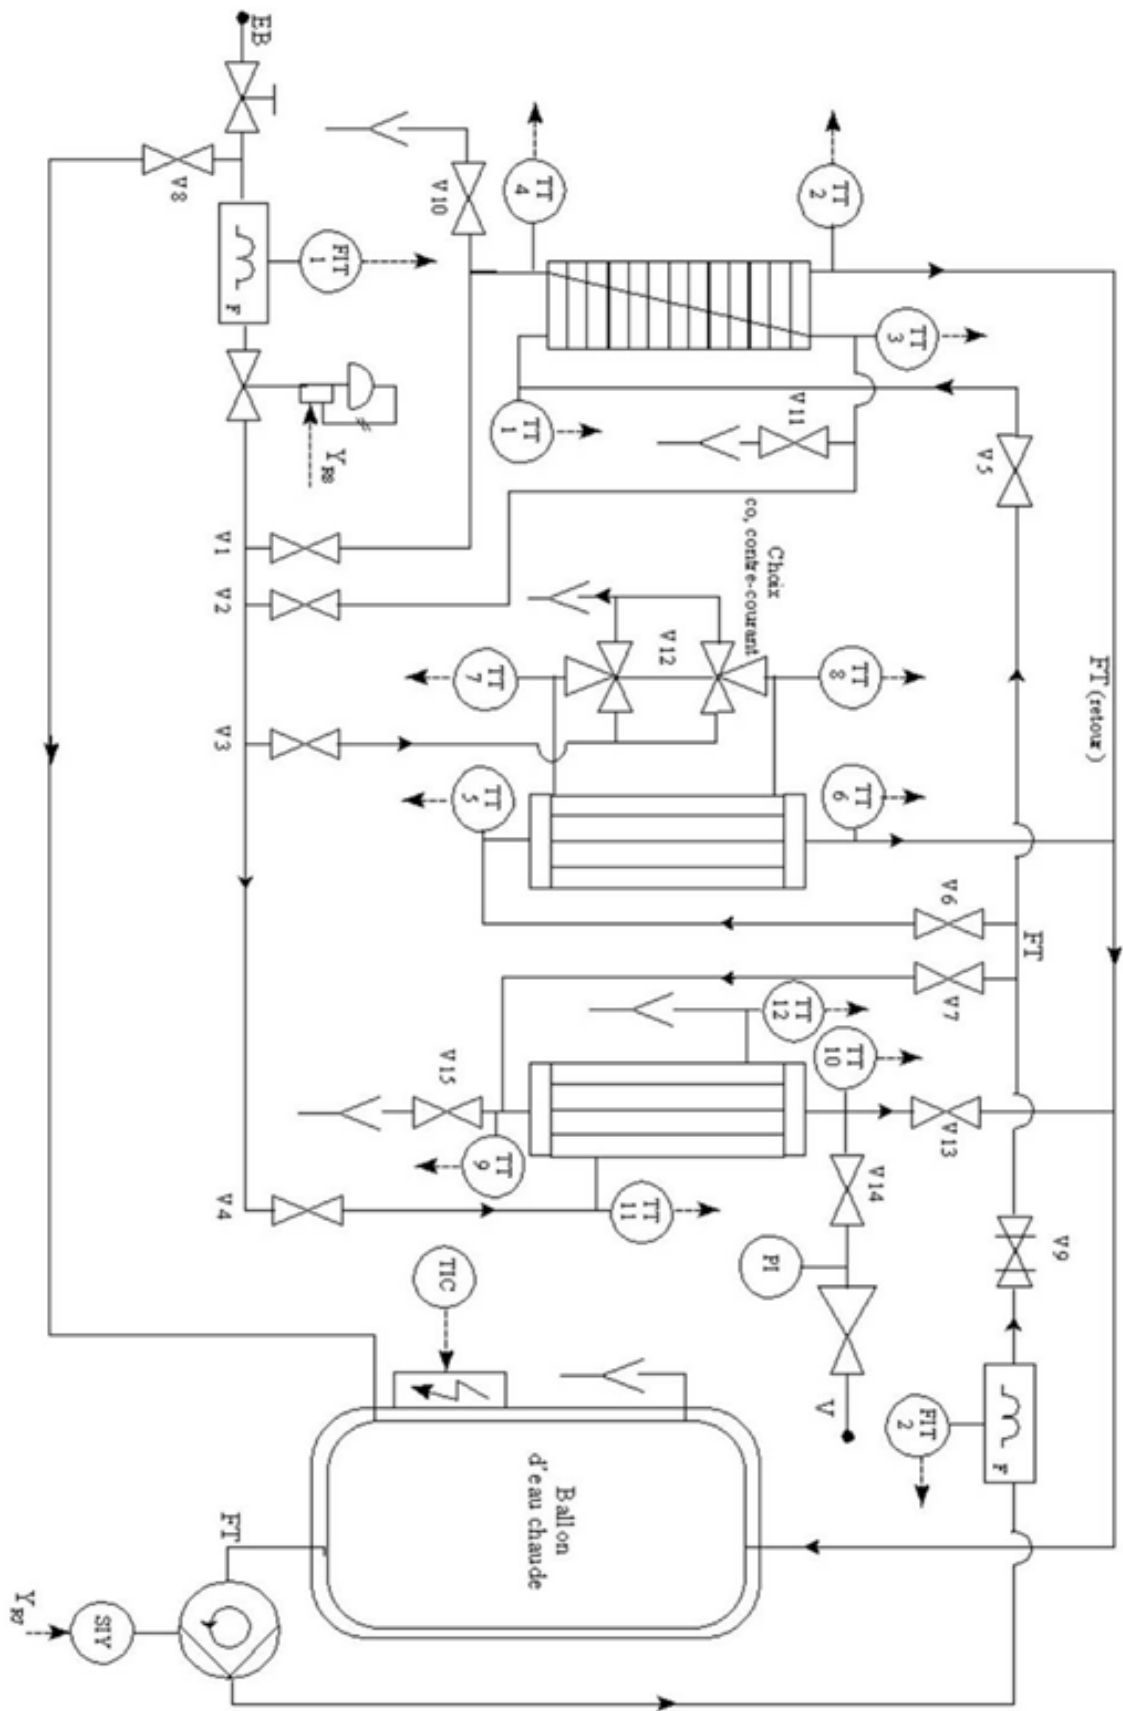 FT (retour)
V9
FT
V5
V6
V7
V13
TT
3
FIT
2
F
V14
TT
2
TT
8
TT
6
TT
10
V
V11
Choix
co, contre-courant
TT
12
PI
V12
TT
11
Ballon
d'eau chaude
TT
4
TT
1
TT
7
TT
5
TT
9
V10
V15
TIC
FIT
1
Y R8
EB
F
FT
V1
V2
V3
V4
V8
SIY
Y R7